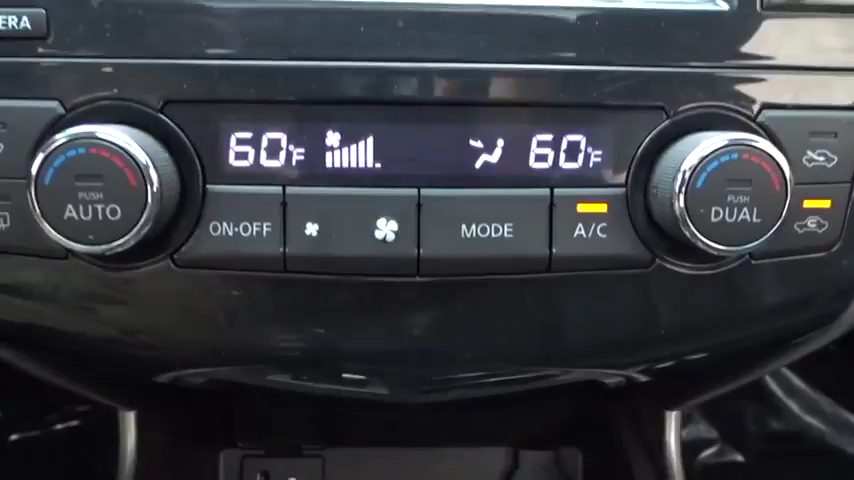 ERA
60°F
60°F
PUSH
AUTO
ON·OFF
MODE
A/C
PUSH
DUAL